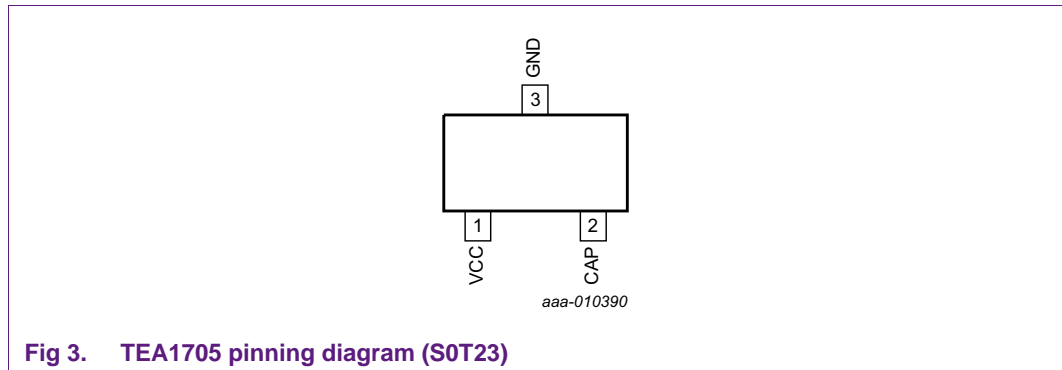 GND
3
1
2
VCC
CAP
aaa-010390
Fig 3. TEA1705 pinning diagram (S0T23)